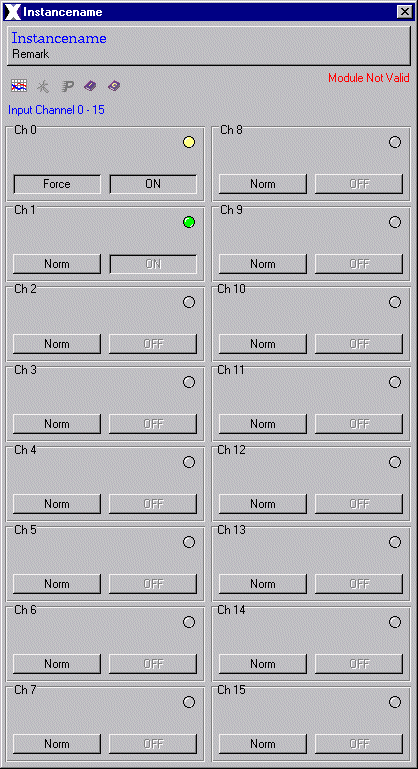 Instancename
Instancename
Remark
Module Not Valid
Input Channel 0 - 15
Ch 0
Force ON
Ch 1
Norm ON
Ch 2
Norm OFF
Ch 3
Norm OFF
Ch 4
Norm OFF
Ch 5
Norm OFF
Ch 6
Norm OFF
Ch 7
Norm OFF
Ch 8
Norm OFF
Ch 9
Norm OFF
Ch 10
Norm OFF
Ch 11
Norm OFF
Ch 12
Norm OFF
Ch 13
Norm OFF
Ch 14
Norm OFF
Ch 15
Norm OFF